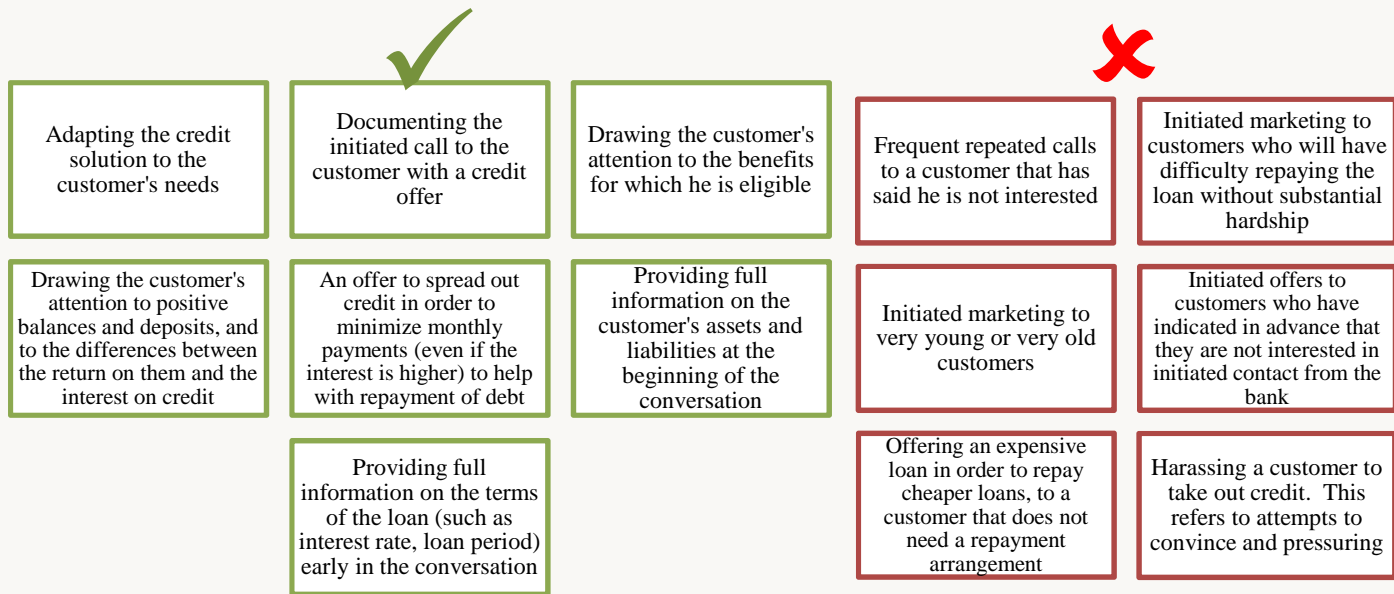 Adapting the credit
solution to the
customer's needs
Documenting the
initiated call to the
customer with a credit
offer
Drawing the customer's
attention to the benefits
for which he is eligible
Drawing the customer's
attention to positive
balances and deposits, and
to the differences between
the return on them and the
interest on credit
An offer to spread out
credit in order to
minimize monthly
payments (even if the
interest is higher) to help
with repayment of debt
Providing full
information on the
customer's assets and
liabilities at the
beginning of the
conversation
Providing full
information on the terms
of the loan (such as
interest rate, loan period)
early in the conversation
Frequent repeated calls
to a customer that has
said he is not interested
Initiated marketing to
customers who will have
difficulty repaying the
loan without substantial
hardship
Initiated marketing to
very young or very old
customers
Initiated offers to
customers who have
indicated in advance that
they are not interested in
initiated contact from the
bank
Offering an expensive
loan in order to repay
cheaper loans, to a
customer that does not
need a repayment
arrangement
Harassing a customer to
take out credit.  This
refers to attempts to
convince and pressuring